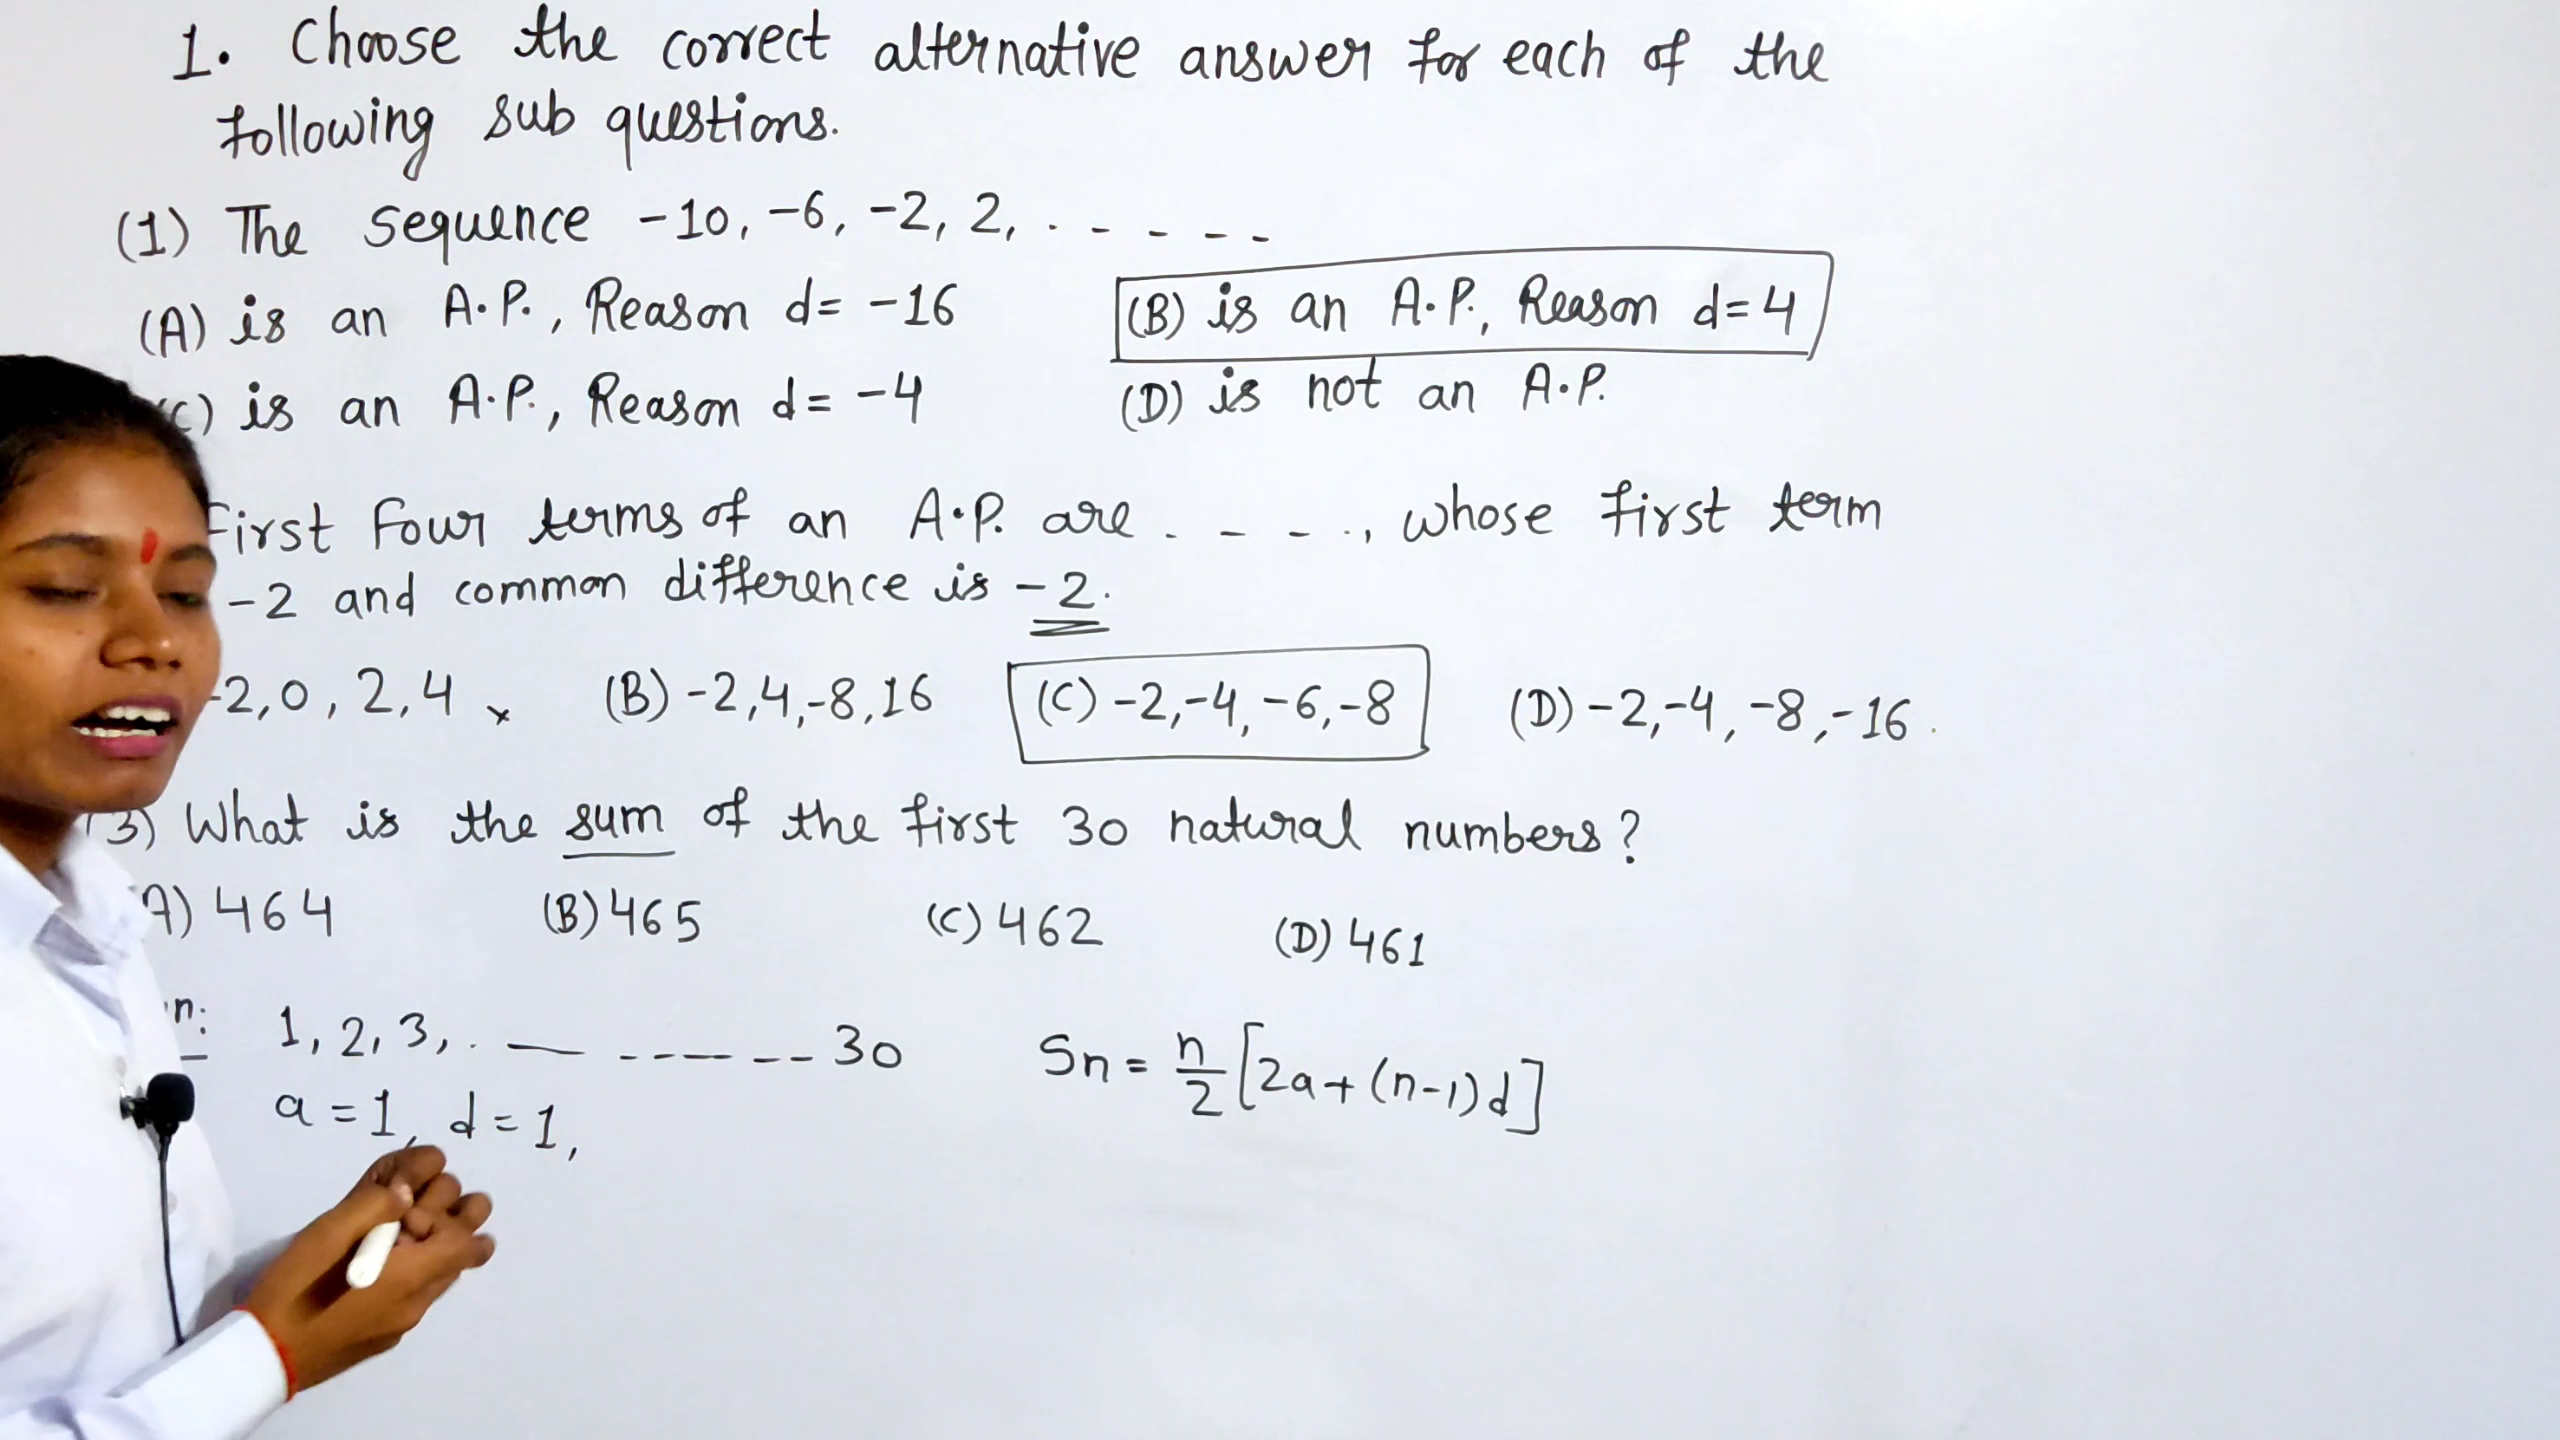 1. Choose the correct alternative answer for each of the
following sub questions.
(1) The sequence -10, -6, -2, 2, . - - - -
(A) is an A.P., Reason d= -16 (B) is an A.P., Reason d=4
(C) is an A.P., Reason d= -4 (D) is not an A.P.
First four terms of an A.P. are . - - ., whose first term
-2 and common difference is -2.
-2, 0, 2, 4 × (B) -2,4,-8,16 (C) -2,-4,-6,-8 (D) -2,-4,-8,-16.
(3) What is the sum of the first 30 natural numbers?
A) 464 (B) 465 (C) 462 (D) 461
n: 1, 2, 3, . — ------ 30 Sn = n/2 [2a+(n-1)d]
a = 1, d = 1,